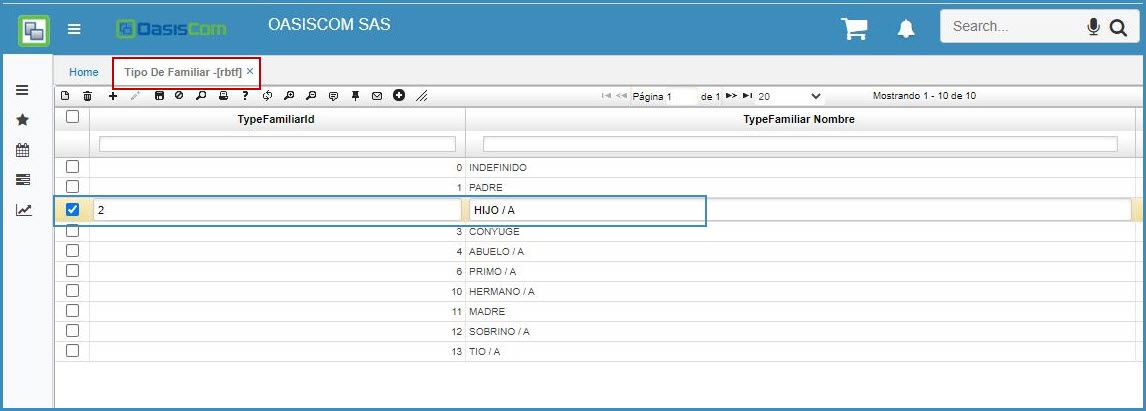 OasisCom
OASISCOM SAS
Search...
Home
Tipo De Familiar -[rbtf] ×
Página 1 de 1 20 Mostrando 1 - 10 de 10
TypeFamiliarId TypeFamiliar Nombre
0 INDEFINIDO
1 PADRE
2 HIJO / A
3 CONYUGE
4 ABUELO / A
6 PRIMO / A
10 HERMANO / A
11 MADRE
12 SOBRINO / A
13 TIO / A